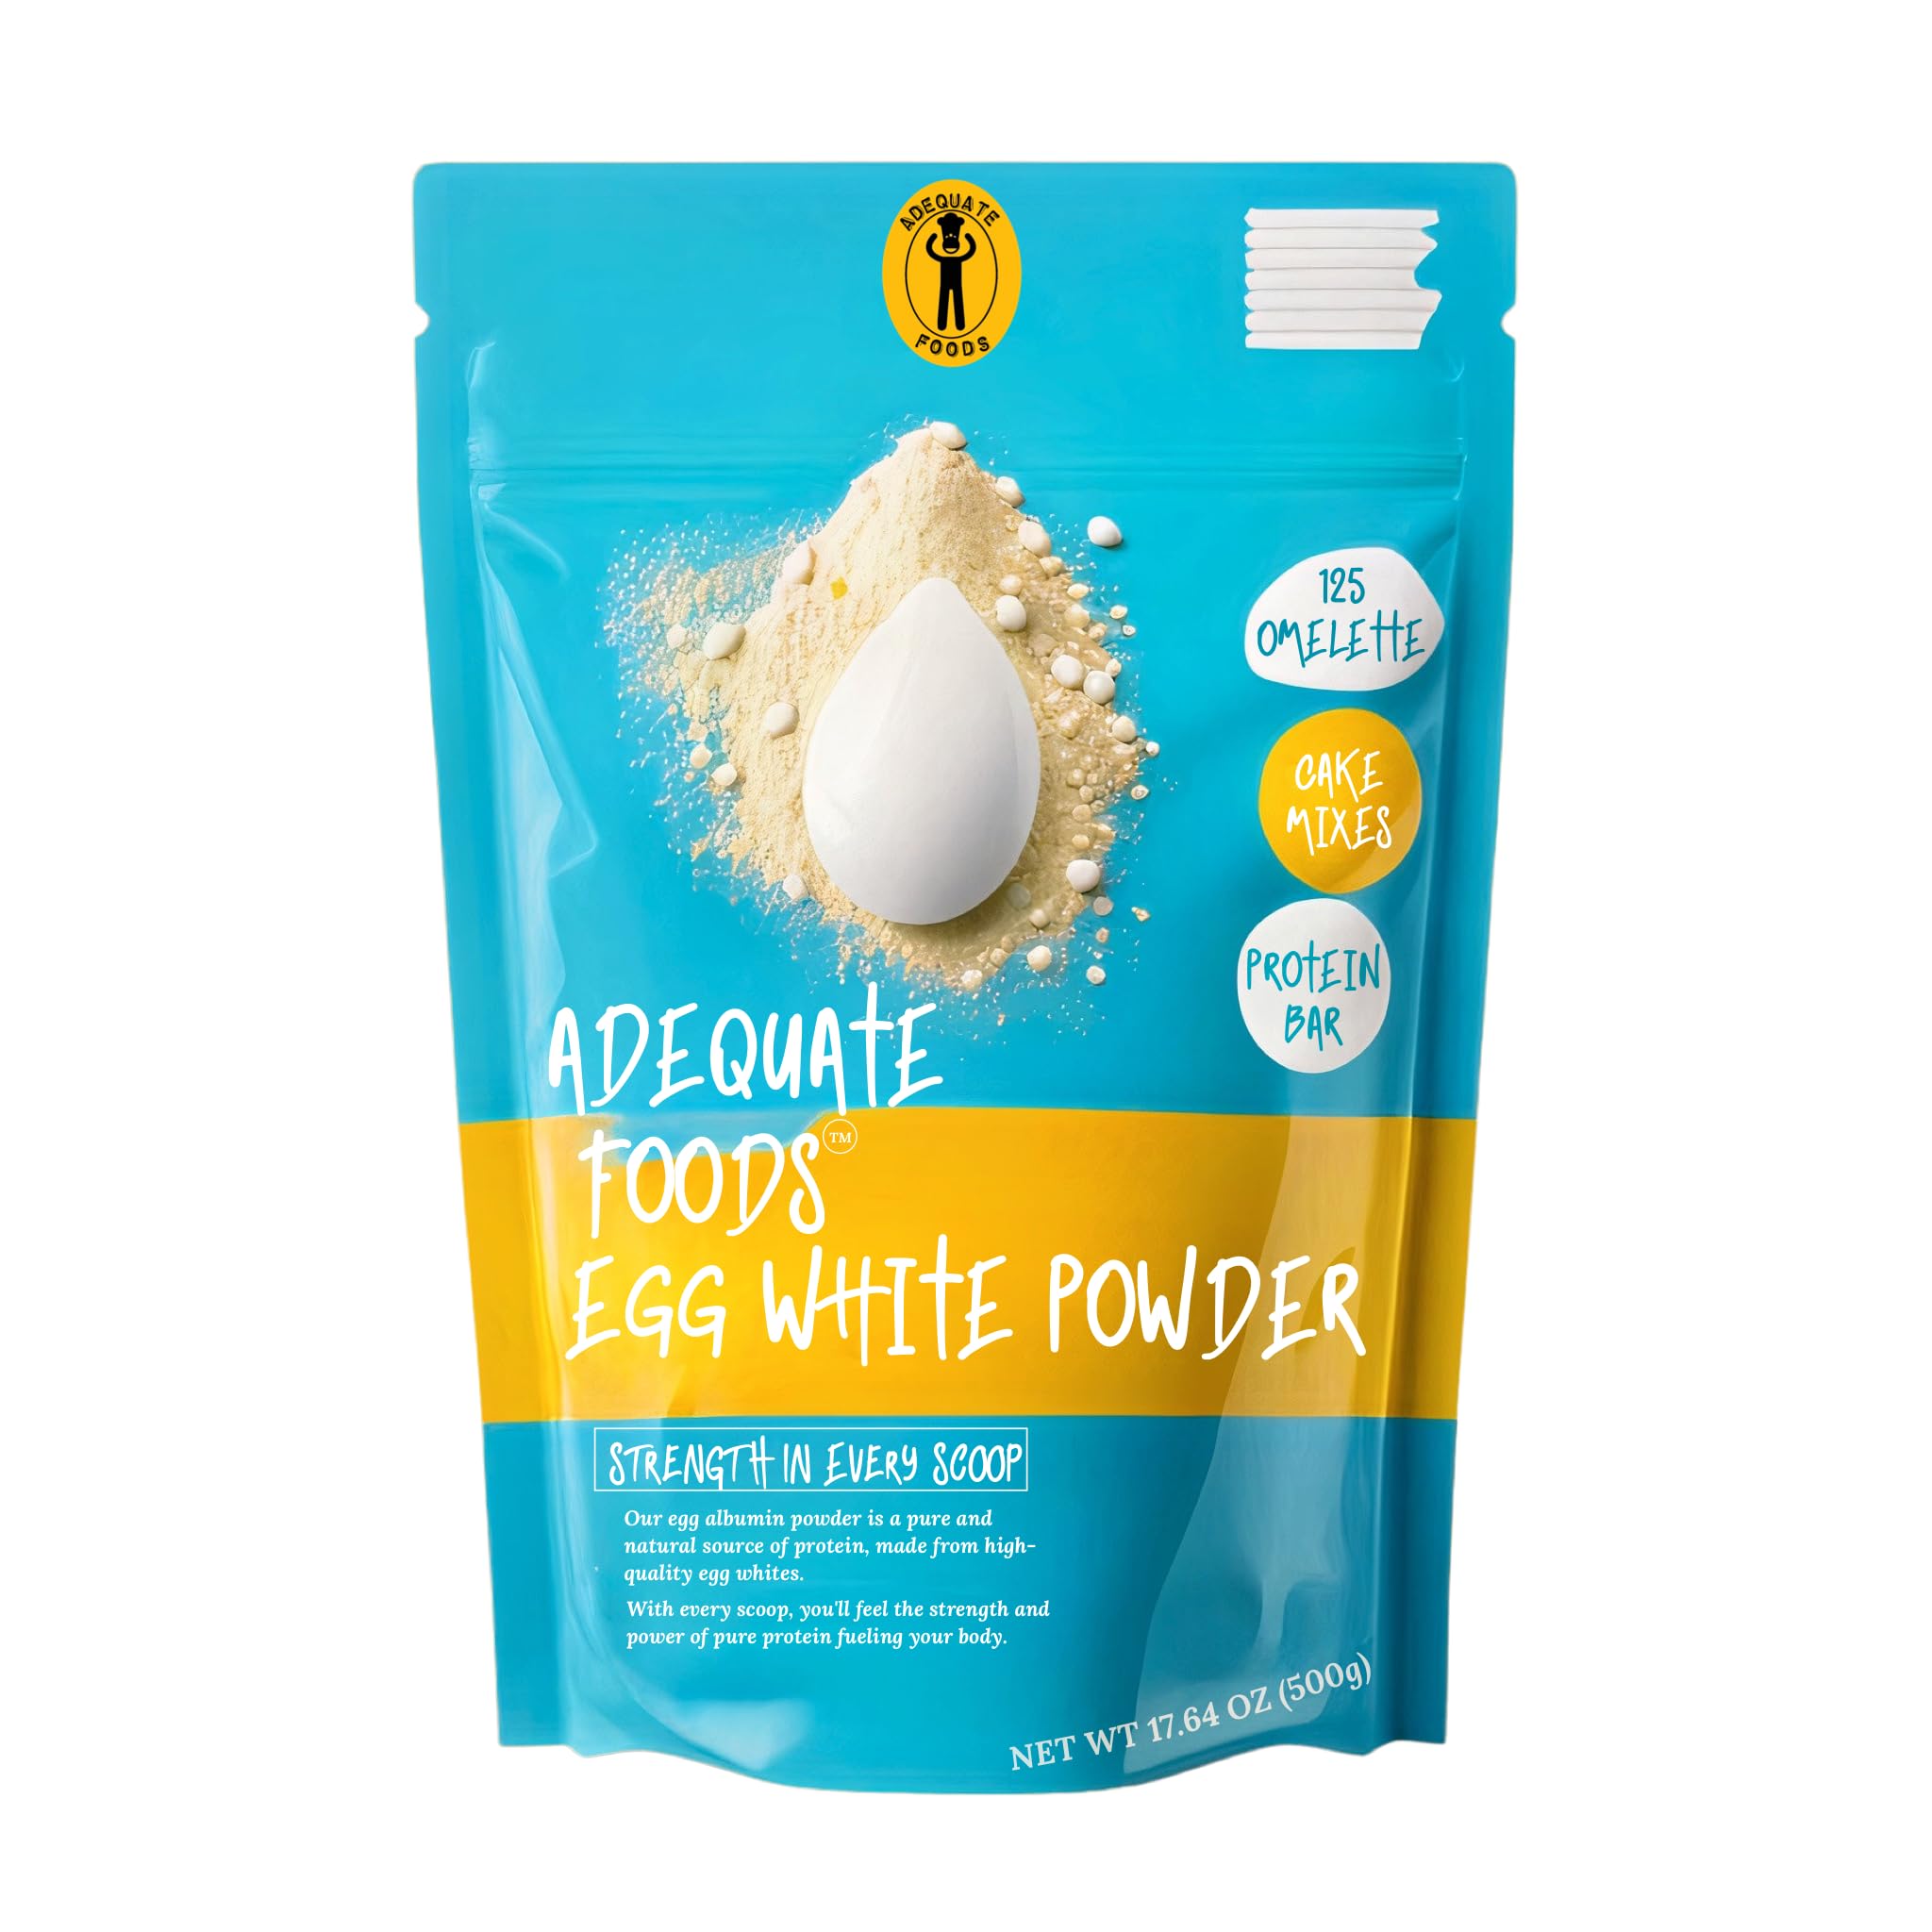 ADEQUATE
FOODS
125
OMELETTE
CAKE
MIXES
PROTEIN
BAR
ADEQUATE
FOODS™
EGG WHITE POWDER
STRENGTH IN EVERY SCOOP
Our egg albumin powder is a pure and
natural source of protein, made from high-
quality egg whites.
With every scoop, you'll feel the strength and
power of pure protein fueling your body.
NET WT 17.64 OZ (500g)